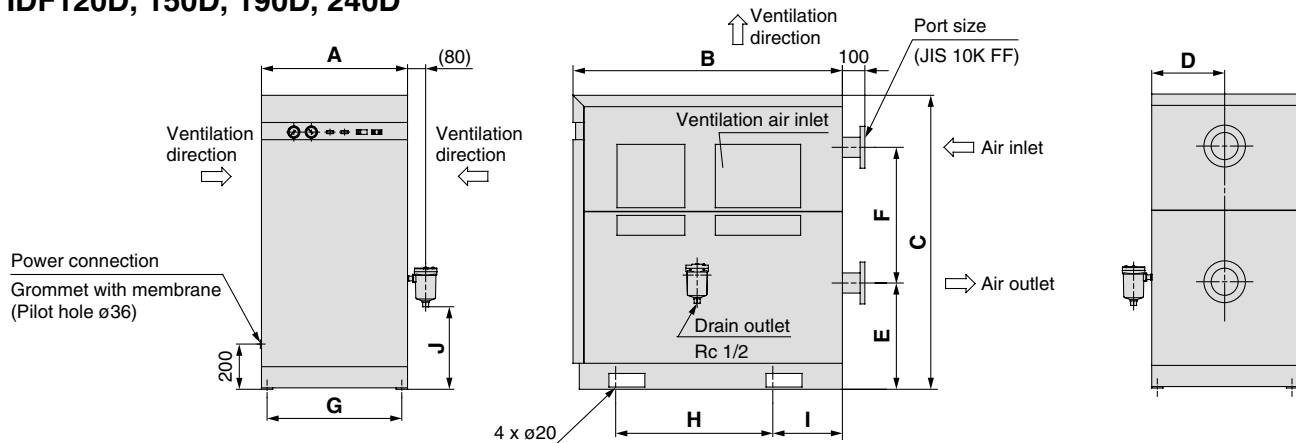 IDF120D, 150D, 190D, 240D
A
(80)
Ventilation
direction
Ventilation
direction
Power connection
Grommet with membrane
(Pilot hole ø36)
200
J
G
Ventilation
direction
B
100
Port size
(JIS 10K FF)
Ventilation air inlet
Air inlet
F
C
Air outlet
Drain outlet
Rc 1/2
E
4 x ø20
H
I
D